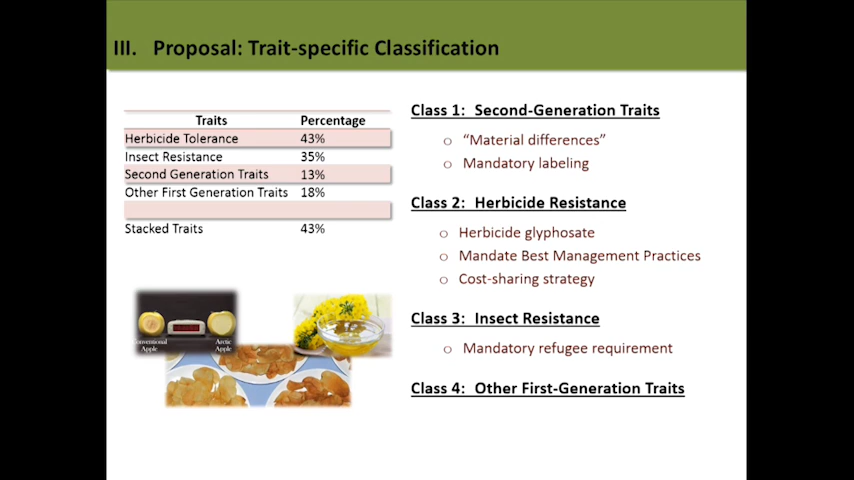 III. Proposal: Trait-specific Classification
Traits Percentage
Herbicide Tolerance 43%
Insect Resistance 35%
Second Generation Traits 13%
Other First Generation Traits 18%
Stacked Traits 43%
Conventional Apple
Arctic Apple
Class 1: Second-Generation Traits
o "Material differences"
o Mandatory labeling
Class 2: Herbicide Resistance
o Herbicide glyphosate
o Mandate Best Management Practices
o Cost-sharing strategy
Class 3: Insect Resistance
o Mandatory refugee requirement
Class 4: Other First-Generation Traits